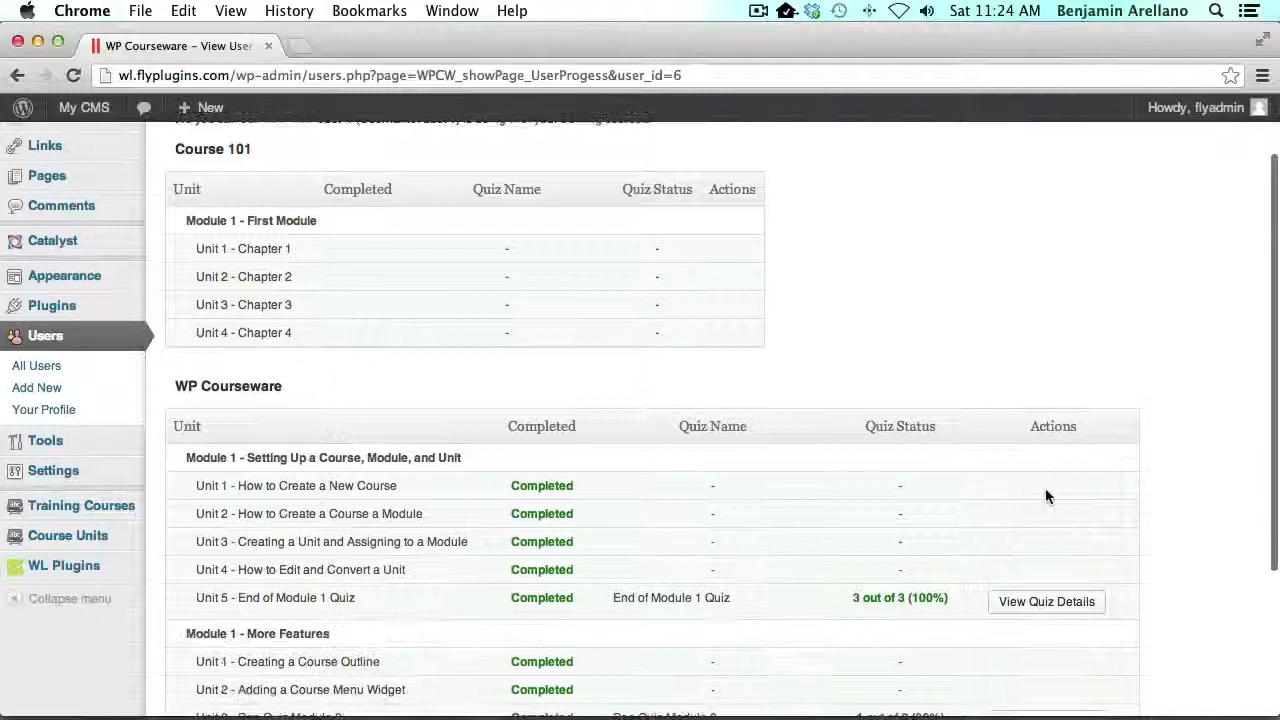 Chrome File Edit View History Bookmarks Window Help Sat 11:24 AM Benjamin Arellano
WP Courseware – View User
wl.flyplugins.com/wp-admin/users.php?page=WPCW_showPage_UserProgess&user_id=6
My CMS New Howdy, flyadmin
Links
Pages
Comments
Catalyst
Appearance
Plugins
Users
All Users
Add New
Your Profile
Tools
Settings
Training Courses
Course Units
WL Plugins
Collapse menu
Course 101
Unit Completed Quiz Name Quiz Status Actions
Module 1 - First Module
Unit 1 - Chapter 1 - -
Unit 2 - Chapter 2 - -
Unit 3 - Chapter 3 - -
Unit 4 - Chapter 4 - -
WP Courseware
Unit Completed Quiz Name Quiz Status Actions
Module 1 - Setting Up a Course, Module, and Unit
Unit 1 - How to Create a New Course Completed - -
Unit 2 - How to Create a Course a Module Completed - -
Unit 3 - Creating a Unit and Assigning to a Module Completed - -
Unit 4 - How to Edit and Convert a Unit Completed - -
Unit 5 - End of Module 1 Quiz Completed End of Module 1 Quiz 3 out of 3 (100%) View Quiz Details
Module 1 - More Features
Unit 1 - Creating a Course Outline Completed - -
Unit 2 - Adding a Course Menu Widget Completed - -